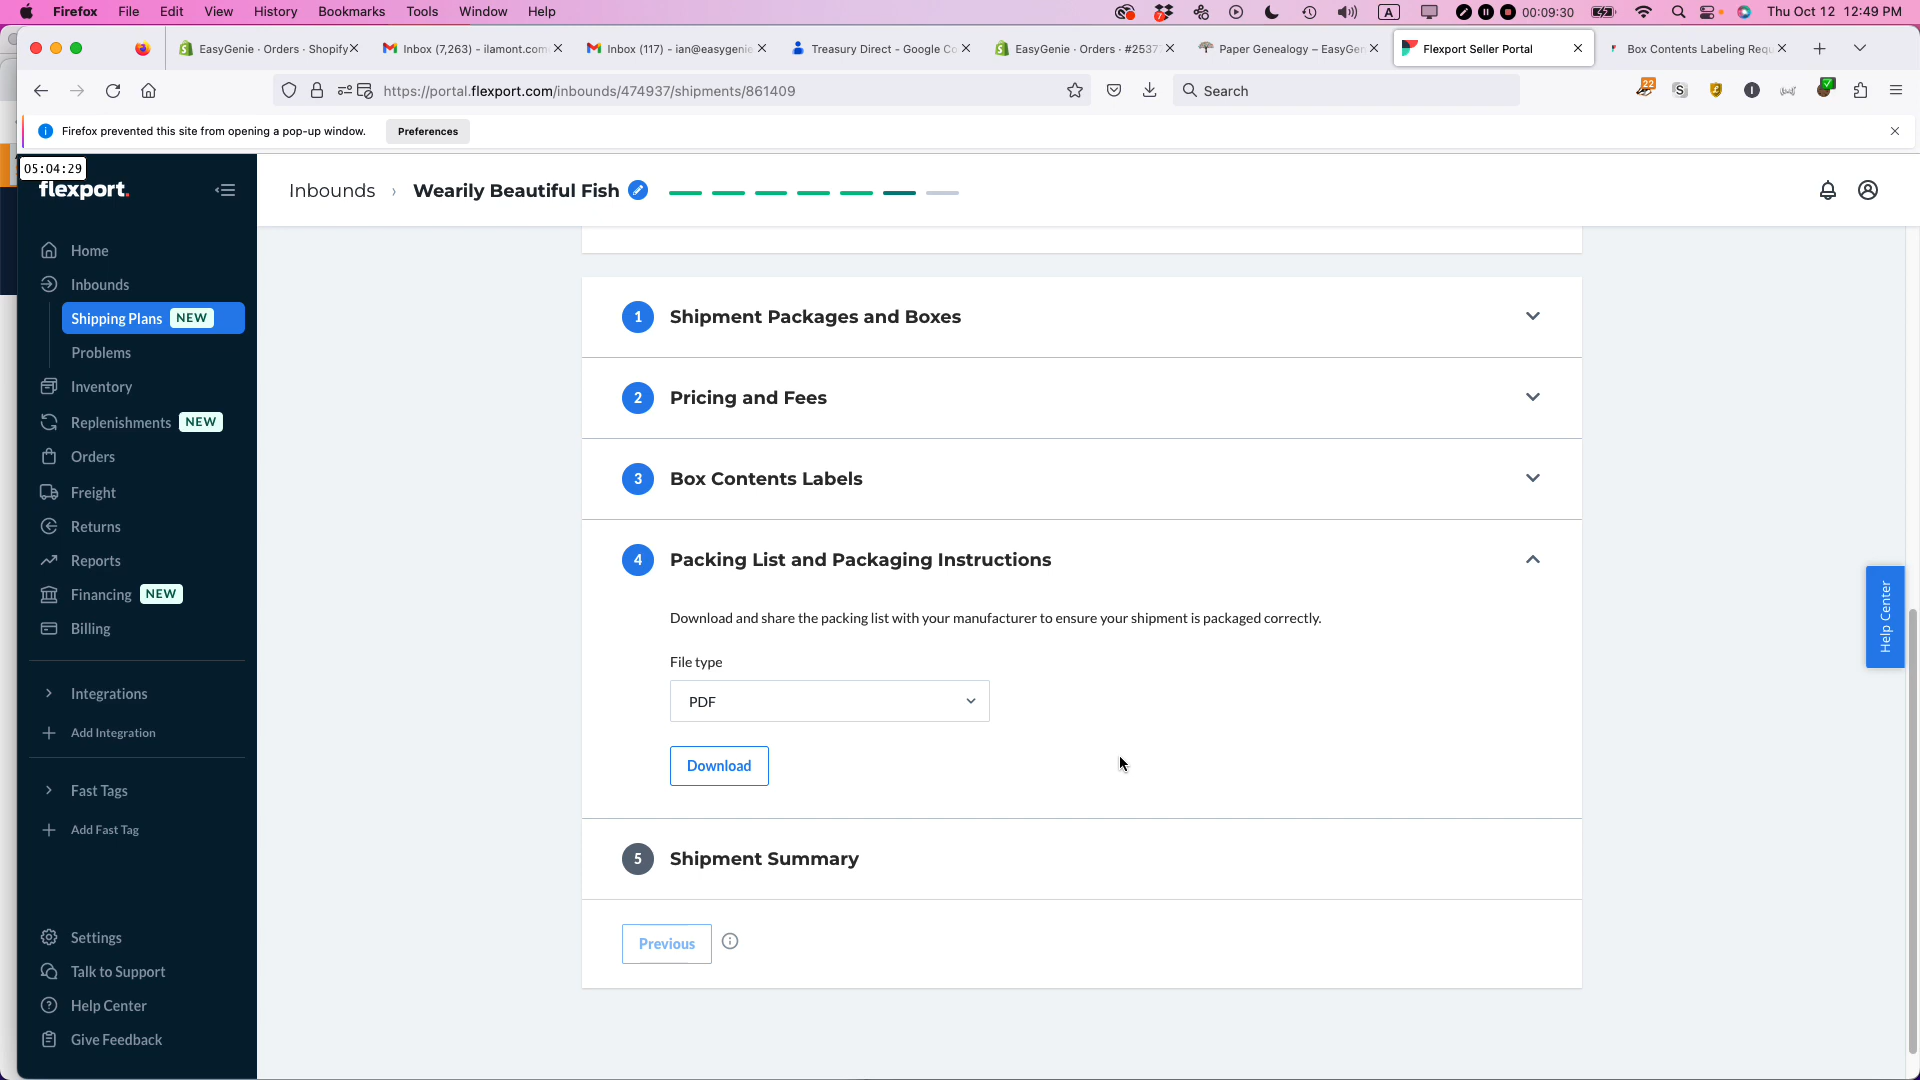 Firefox File Edit View History Bookmarks Tools Window Help 7 A 00:09:30 Thu Oct 12 12:49 PM
EasyGenie · Orders · Shopify Inbox (7,263) - ilamont.com Inbox (117) - ian@easygenie Treasury Direct - Google Co EasyGenie · Orders · #2537 Paper Genealogy – EasyGen Flexport Seller Portal Box Contents Labeling Requ
https://portal.flexport.com/inbounds/474937/shipments/861409 Search 22 S
Firefox prevented this site from opening a pop-up window. Preferences
05:04:29
flexport. Inbounds › Wearily Beautiful Fish
Home
Inbounds
Shipping Plans NEW
Problems
Inventory
Replenishments NEW
Orders
Freight
Returns
Reports
Financing NEW
Billing
Integrations
Add Integration
Fast Tags
Add Fast Tag
Settings
Talk to Support
Help Center
Give Feedback
1 Shipment Packages and Boxes
2 Pricing and Fees
3 Box Contents Labels
4 Packing List and Packaging Instructions
Download and share the packing list with your manufacturer to ensure your shipment is packaged correctly.
File type
PDF
Download
5 Shipment Summary
Previous
Help Center